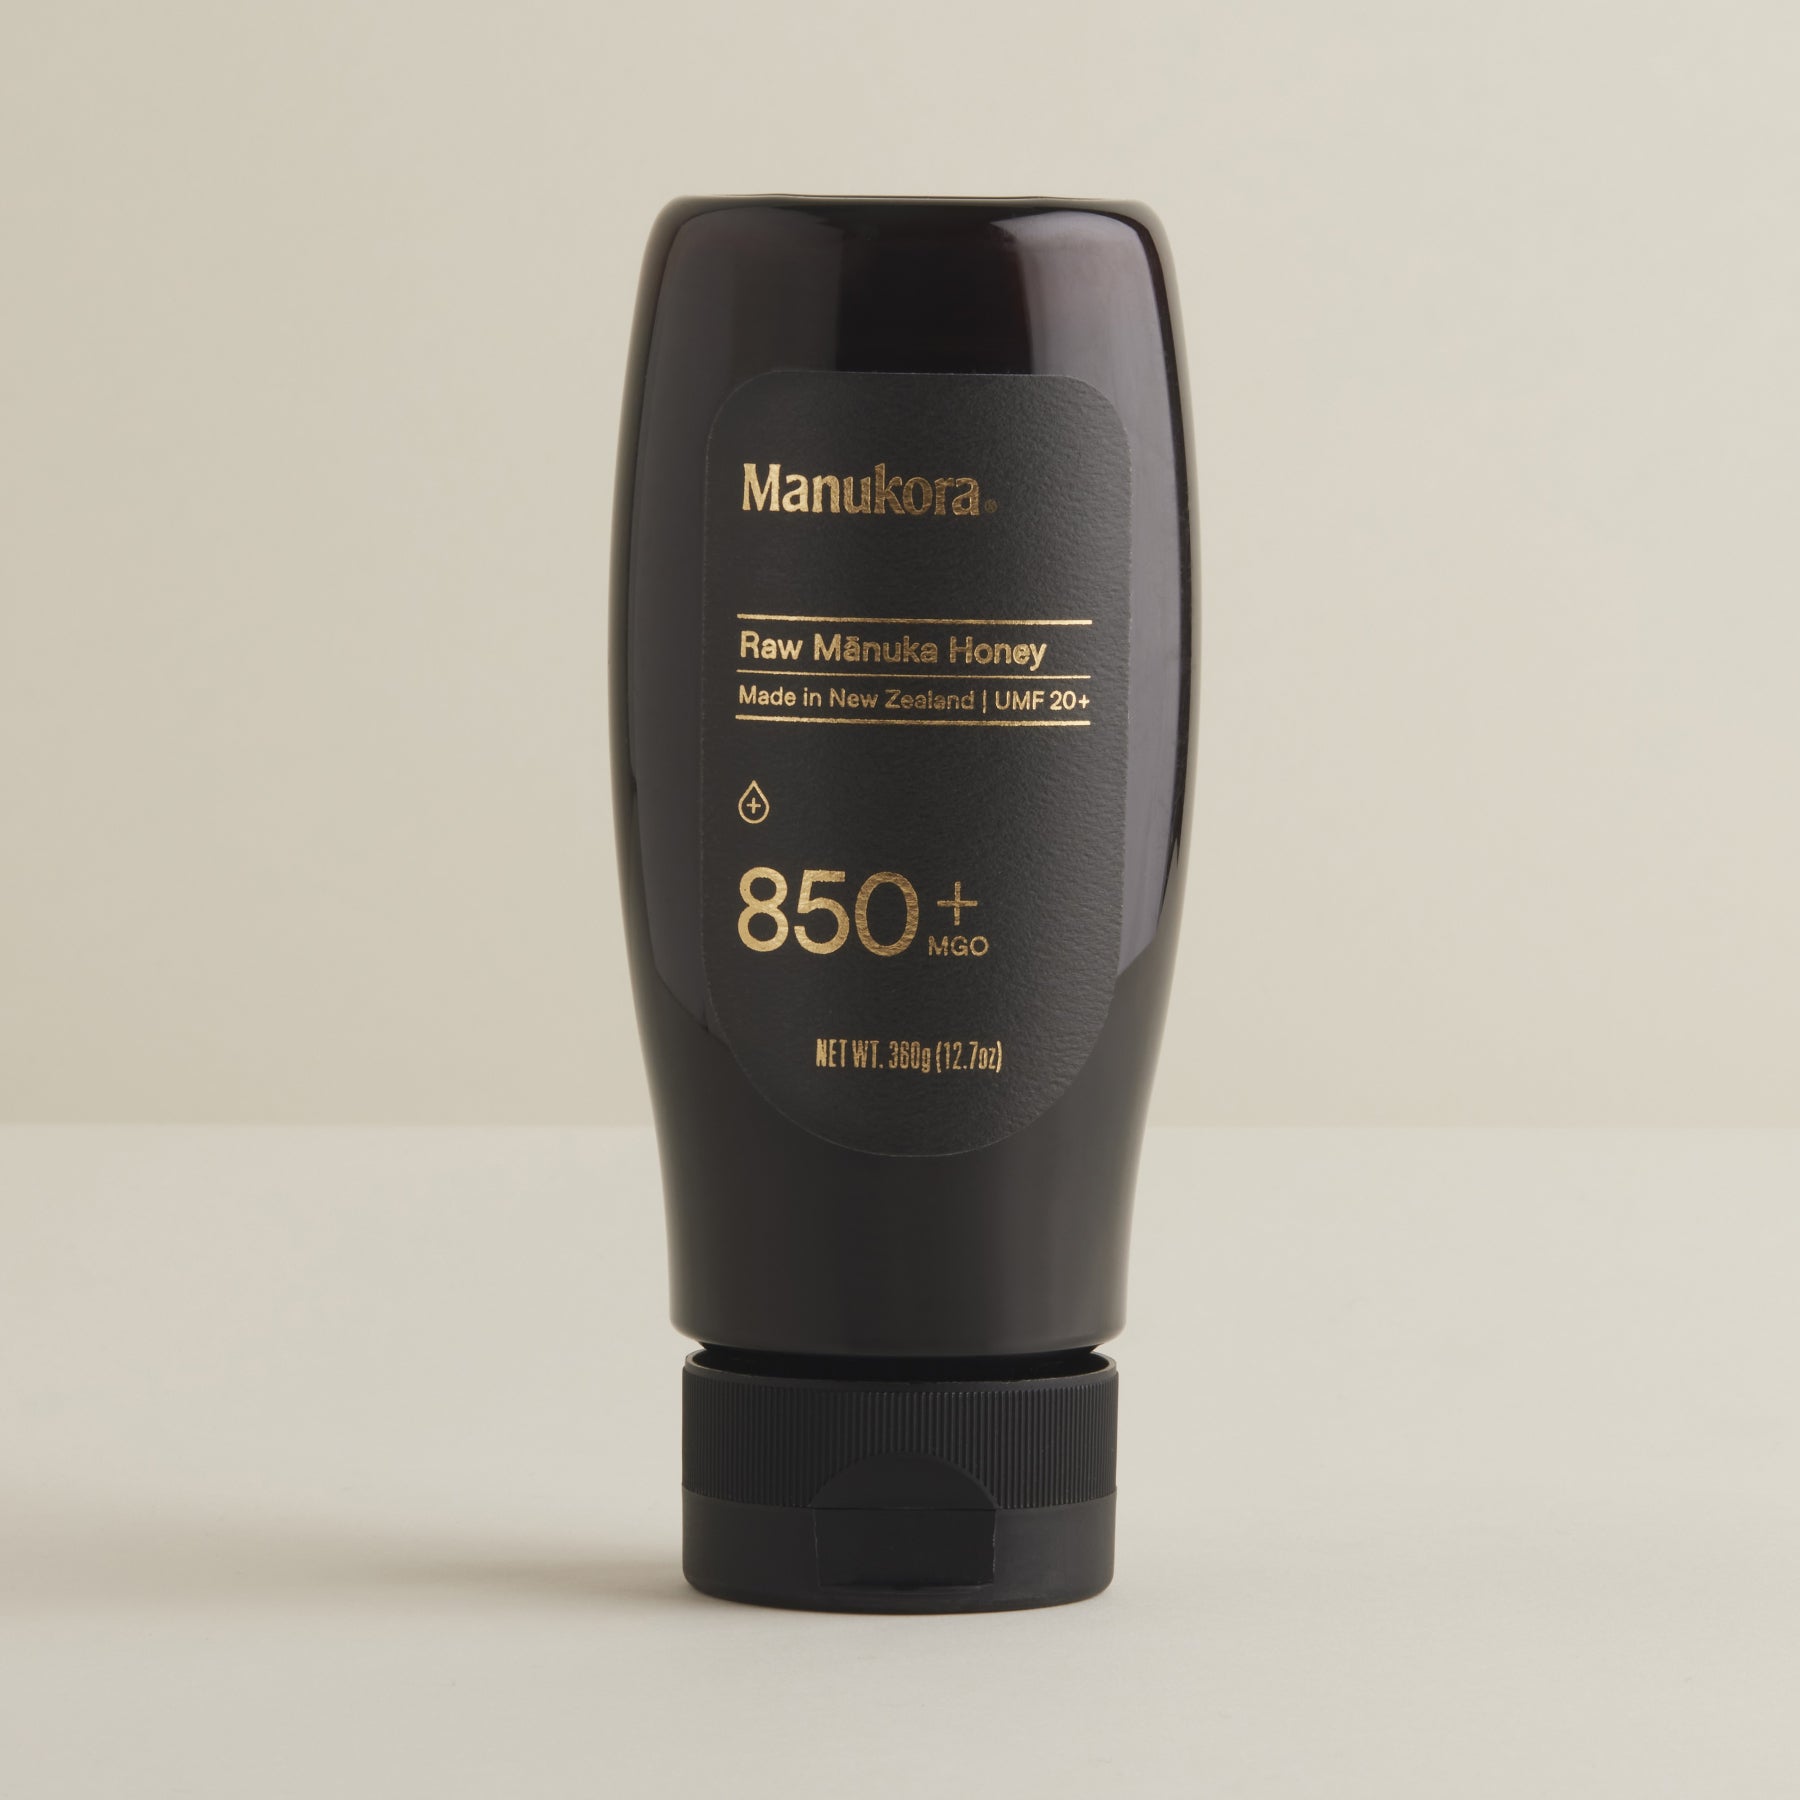 Manukora®
Raw Mānuka Honey
Made in New Zealand | UMF 20+
850+
MGO
NET WT. 360g (12.7oz)